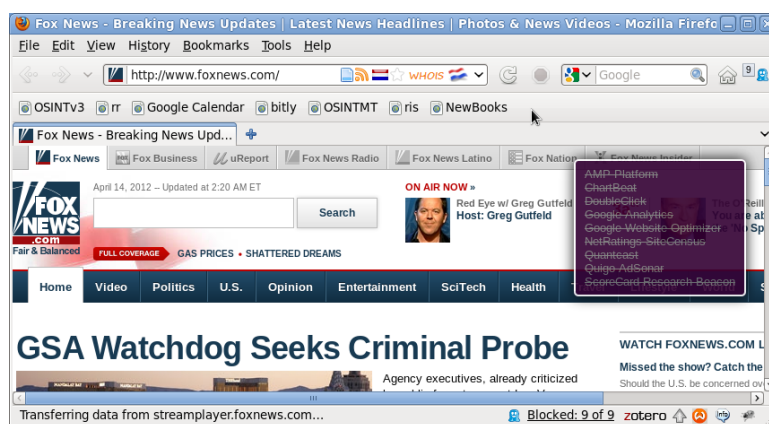 Fox News - Breaking News Updates | Latest News Headlines | Photos & News Videos - Mozilla Firefo
File Edit View History Bookmarks Tools Help
http://www.foxnews.com/ WHOIS Google 9
OSINTv3 rr Google Calendar bitly OSINTMT ris NewBooks
Fox News - Breaking News Upd...
Fox News Fox Business uReport Fox News Radio Fox News Latino Fox Nation Fox News Insider
AMP Platform
ChartBeat
DoubleClick
Google Analytics
Google Website Optimizer
NetRatings SiteCensus
Quantcast
Quigo AdSonar
ScoreCard Research Beacon
FOX
NEWS
.com
Fair & Balanced
April 14, 2012 – Updated at 2:20 AM ET
Search
FULL COVERAGE GAS PRICES • SHATTERED DREAMS
ON AIR NOW »
Red Eye w/ Greg Gutfeld
Host: Greg Gutfeld
The O'Reill
You are ab
'No Sp
Home Video Politics U.S. Opinion Entertainment SciTech Health
GSA Watchdog Seeks Criminal Probe
Agency executives, already criticized
WATCH FOXNEWS.COM L
Missed the show? Catch the
Should the U.S. be concerned ov
Transferring data from streamplayer.foxnews.com...
Blocked: 9 of 9 zotero